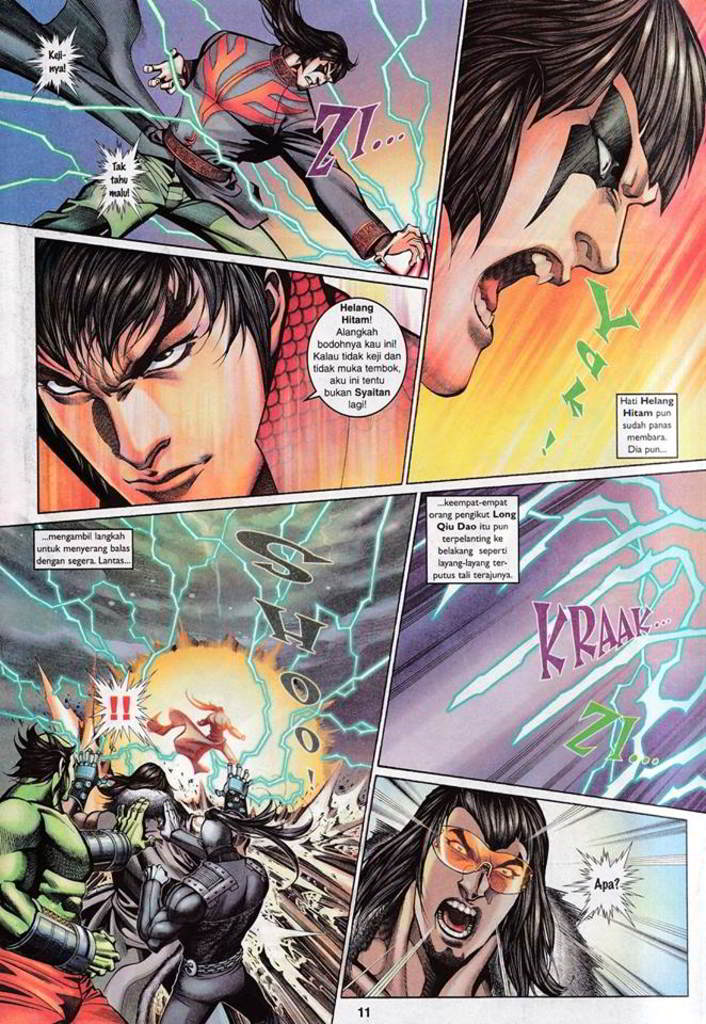 Keji-
nya!
Tak
tahu
malu!
ZI...
YAAA!
Hati Helang
Hitam pun
sudah panas
membara.
Dia pun...
Helang
Hitam!
Alangkah
bodohnya kau ini!
Kalau tidak keji dan
tidak muka tembok,
aku ini tentu
bukan Syaitan
lagi!
...mengambil langkah
untuk menyerang balas
dengan segera. Lantas...
SHOOO!
!!
...keempat-empat
orang pengikut Long
Qiu Dao itu pun
terpelanting ke
belakang seperti
layang-layang ter-
putus tali terajunya.
KRAAK...
ZI...
Apa?
11